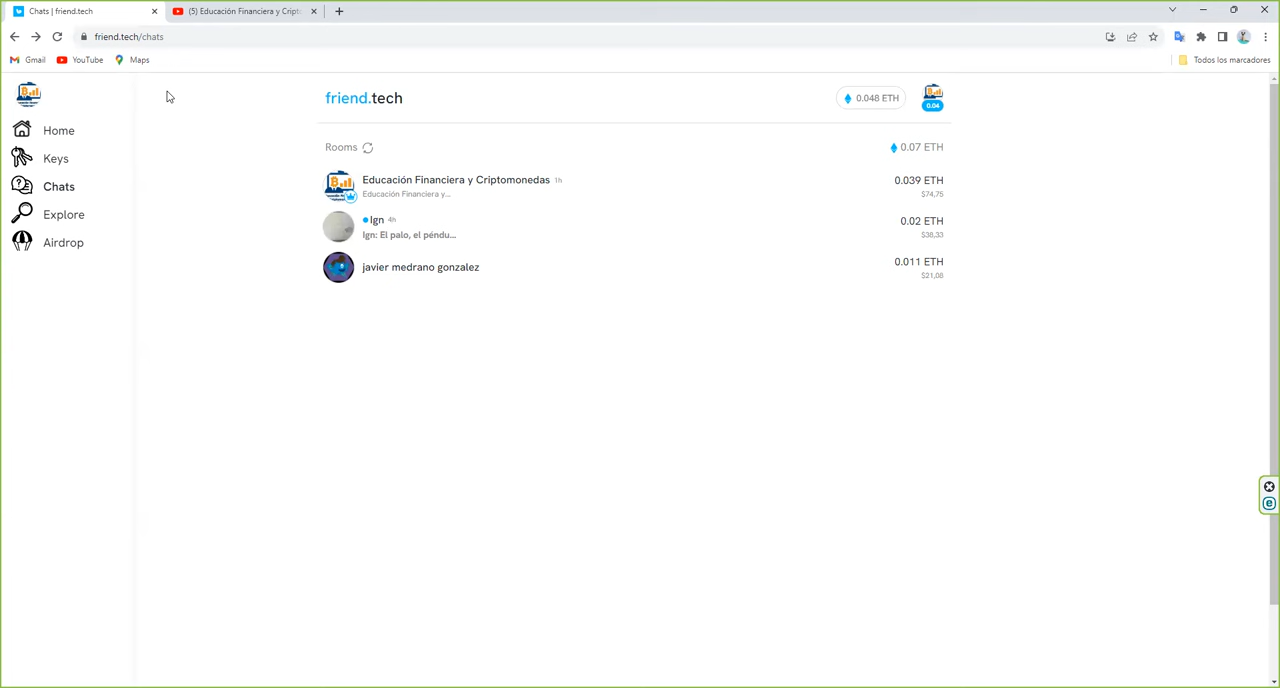 Chats | friend.tech
(5) Educación Financiera y Cripto
friend.tech/chats
Gmail
YouTube
Maps
Todos los marcadores
Home
Keys
Chats
Explore
Airdrop
friend.tech
0.048 ETH
0.04
Rooms
0.07 ETH
Educación Financiera y Criptomonedas 1h
Educación Financiera y...
0.039 ETH
$74,75
Ign 4h
Ign: El palo, el péndu...
0.02 ETH
$38,33
javier medrano gonzalez
0.011 ETH
$21,08